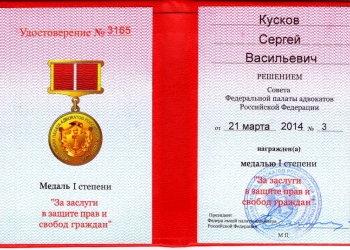 Удостоверение № 3165
Медаль I степени
"За заслуги
в защите прав и
свобод граждан"
Кусков
Сергей
Васильевич
РЕШЕНИЕМ
Совета
Федеральной палаты адвокатов
Российской Федерации
от 21 марта 2014 № 3
награжден(а)
медалью I степени
"За заслуги
в защите прав и
свобод граждан"
Президент
Федеральной палаты адвокатов
Российской Федерации
М.П.